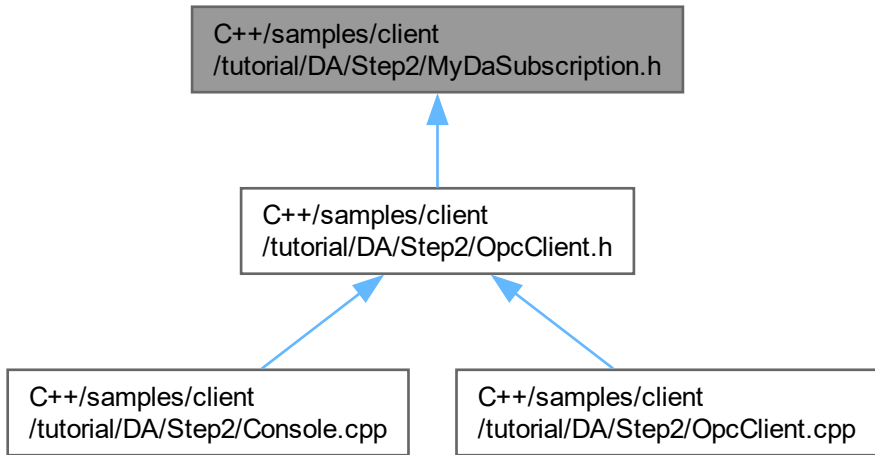 C++/samples/client
/tutorial/DA/Step2/MyDaSubscription.h
C++/samples/client
/tutorial/DA/Step2/OpcClient.h
C++/samples/client
/tutorial/DA/Step2/Console.cpp
C++/samples/client
/tutorial/DA/Step2/OpcClient.cpp